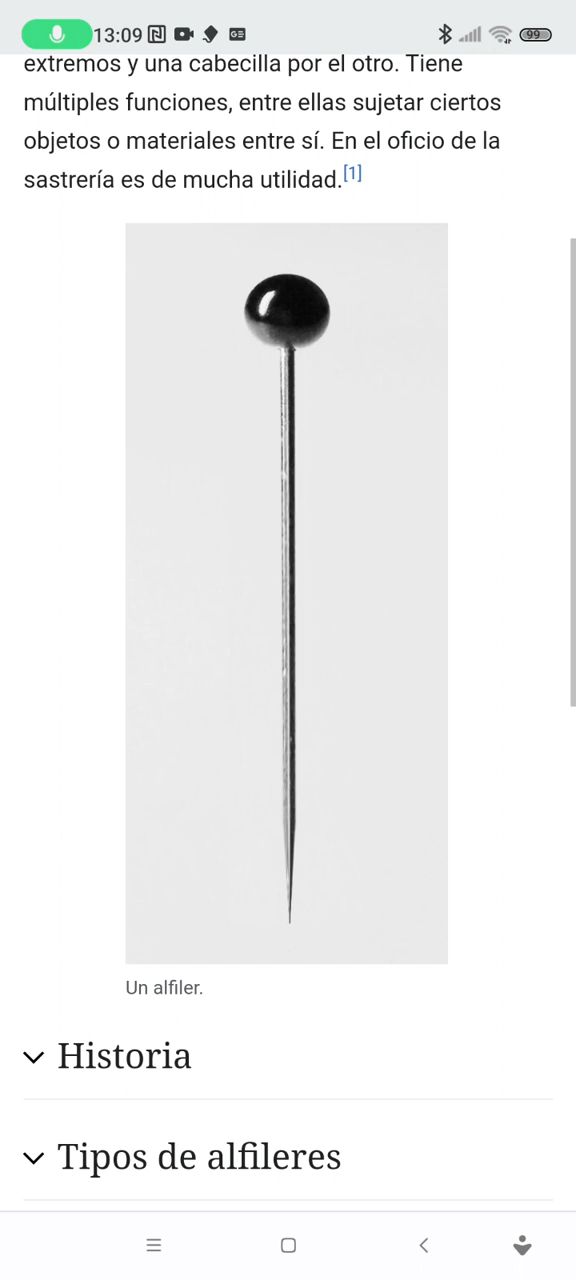 13:09
99
extremos y una cabecilla por el otro. Tiene
múltiples funciones, entre ellas sujetar ciertos
objetos o materiales entre sí. En el oficio de la
sastrería es de mucha utilidad.[1]
Un alfiler.
Historia
Tipos de alfileres